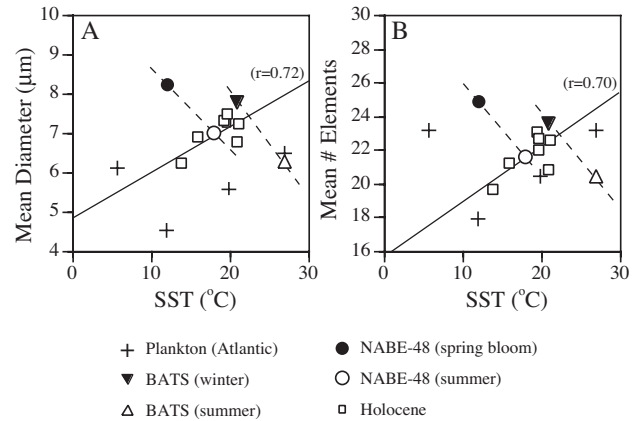 A
(r=0.72)
Mean Diameter (μm)
9
8
7
6
5
4
0
10
20
30
SST (°C)
B
(r=0.70)
Mean # Elements
28
26
24
22
20
18
16
0
10
20
30
SST (°C)
Plankton (Atlantic)
BATS (winter)
BATS (summer)
NABE-48 (spring bloom)
NABE-48 (summer)
Holocene